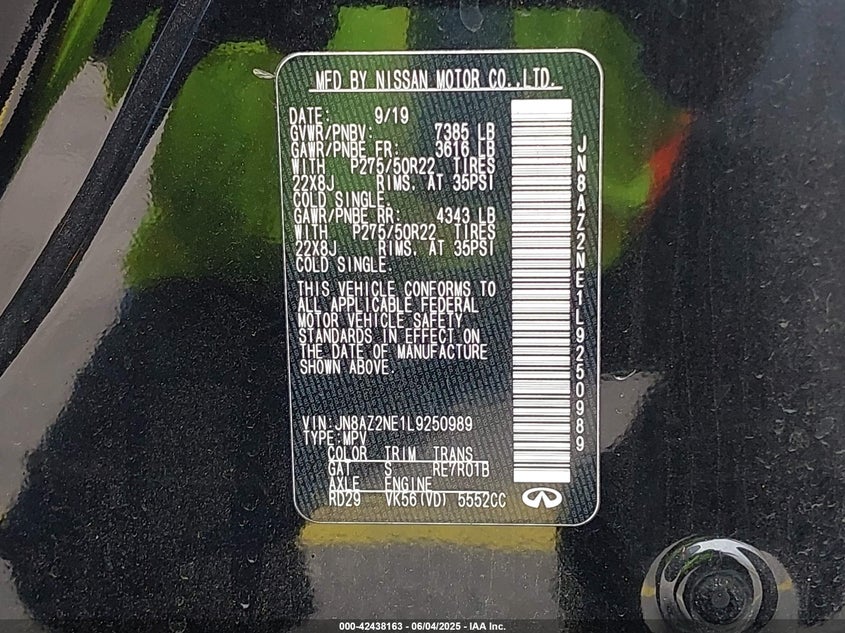 MFD BY NISSAN MOTOR CO.,LTD.
DATE: 9/19
GVWR/PNBV: 7385 LB
GAWR/PNBE FR: 3616 LB
WITH P275/50R22 TIRES
22X8J RIMS, AT 35PSI
COLD SINGLE.
GAWR/PNBE RR: 4343 LB
WITH P275/50R22 TIRES
22X8J RIMS, AT 35PSI
COLD SINGLE.
THIS VEHICLE CONFORMS TO
ALL APPLICABLE FEDERAL
MOTOR VEHICLE SAFETY
STANDARDS IN EFFECT ON
THE DATE OF MANUFACTURE
SHOWN ABOVE.
VIN:JN8AZ2NE1L9250989
TYPE:MPV
COLOR TRIM TRANS
GAT S RE7R01B
AXLE ENGINE
RD29 VK56(VD) 5552CC
JN8AZ2NE1L9250989
000-42438163 - 06/04/2025 - IAA Inc.